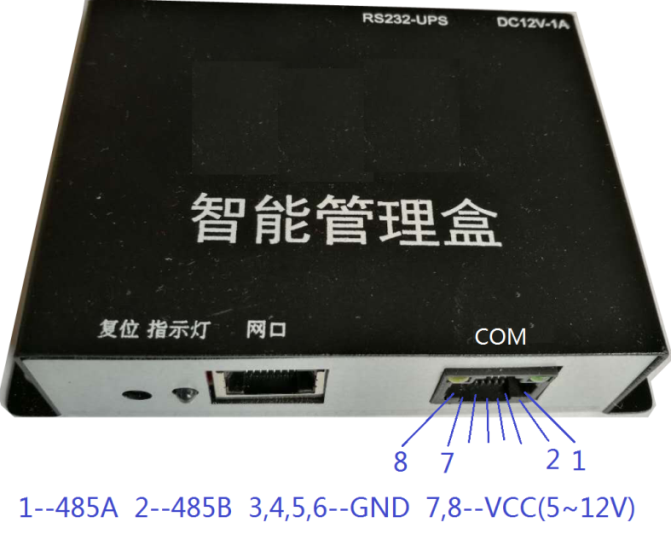 RS232-UPS DC12V-1A
智能管理盒
复位 指示灯 网口 COM
8 7 2 1
1--485A 2--485B 3,4,5,6--GND 7,8--VCC(5~12V)